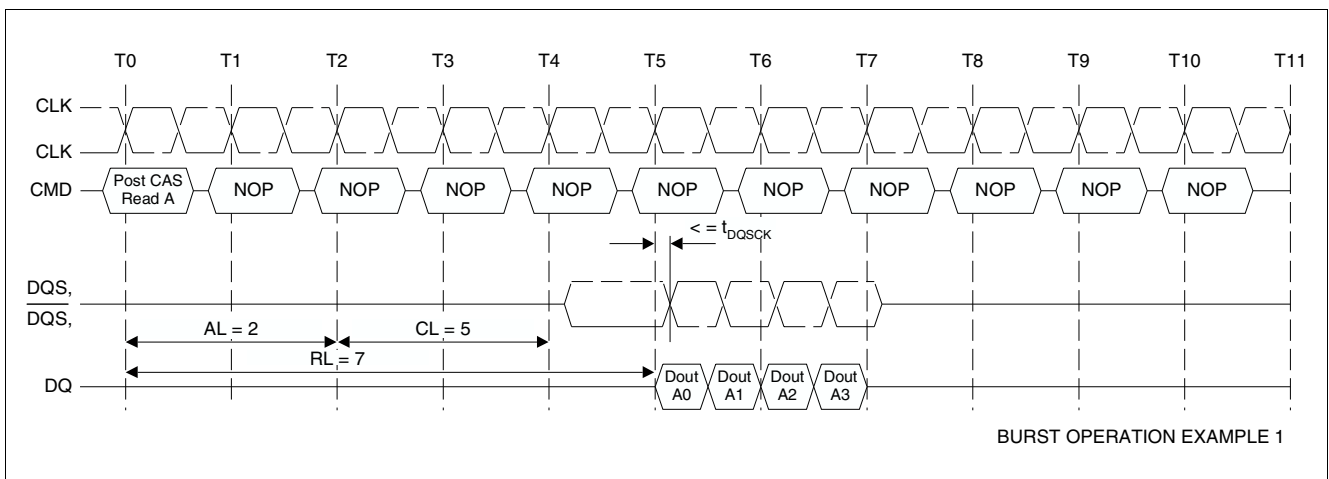 T0 T1 T2 T3 T4 T5 T6 T7 T8 T9 T10 T11
CLK
CLK
CMD Post CAS Read A NOP NOP NOP NOP NOP NOP NOP NOP NOP NOP
< = tDQSCK
DQS,
DQS,
AL = 2 CL = 5
RL = 7
DQ Dout A0 Dout A1 Dout A2 Dout A3
BURST OPERATION EXAMPLE 1